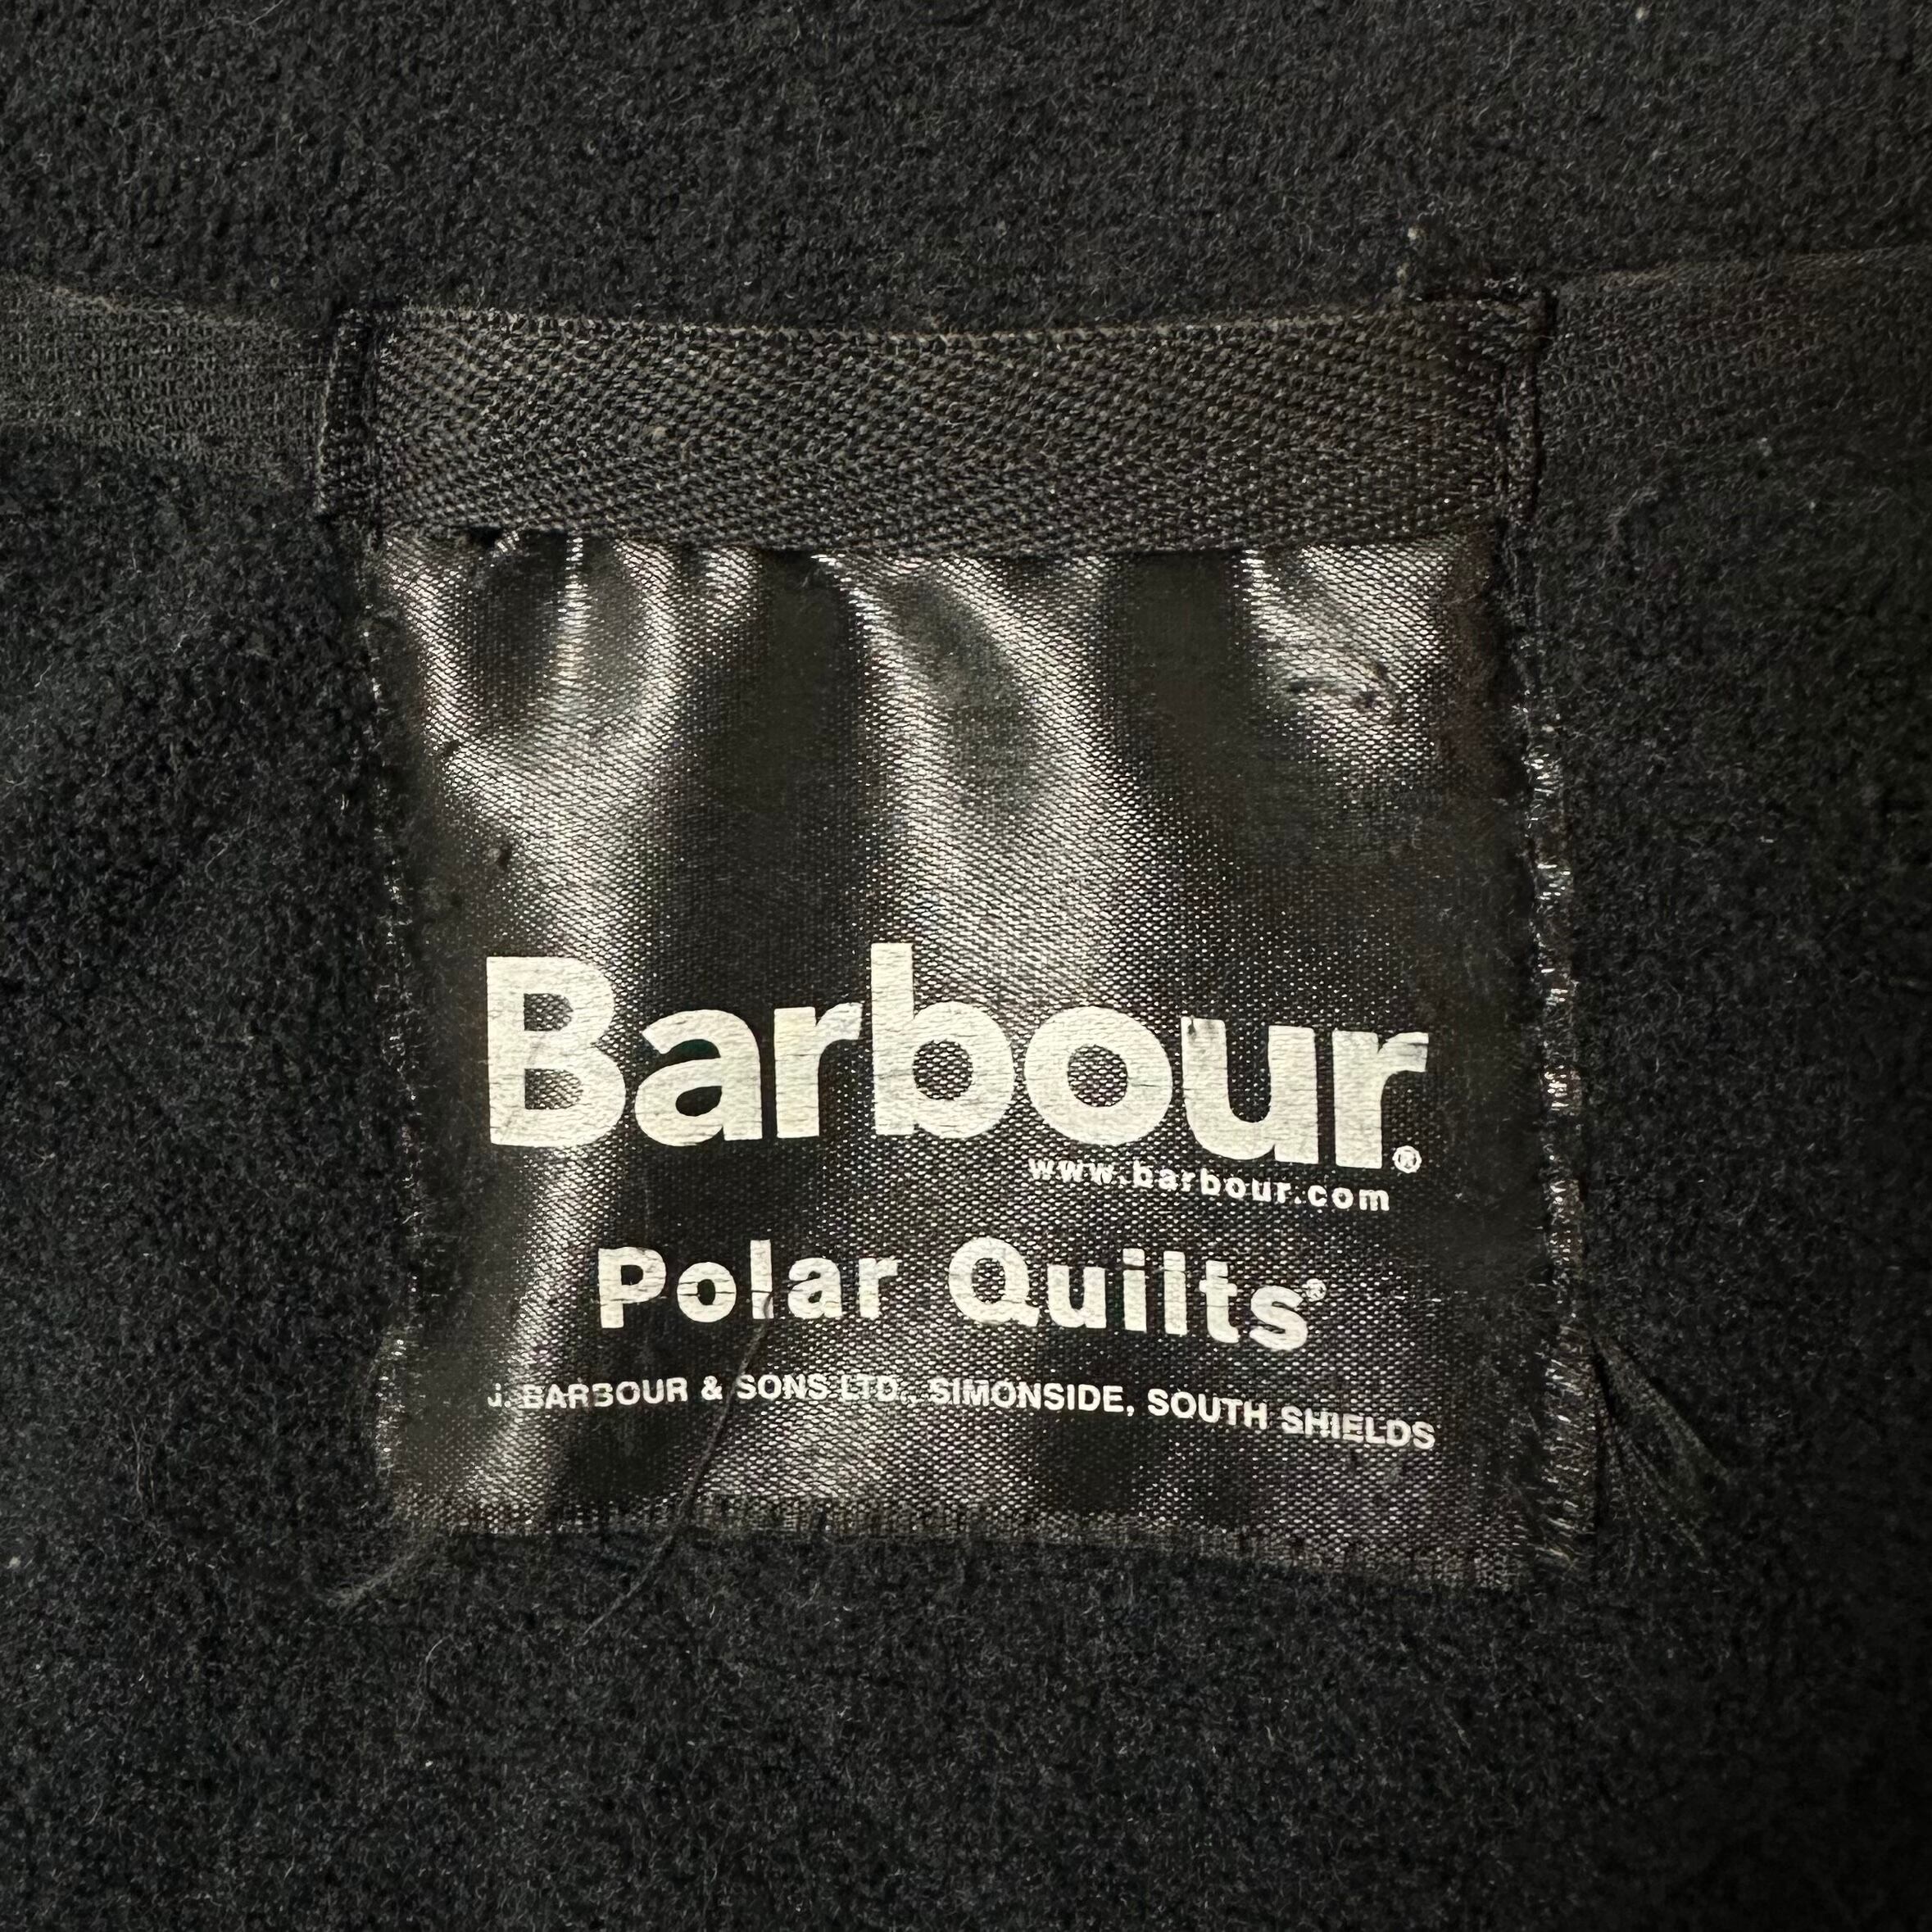 Barbour®
www.barbour.com
Polar Quilts®
J. BARBOUR & SONS LTD., SIMONSIDE, SOUTH SHIELDS